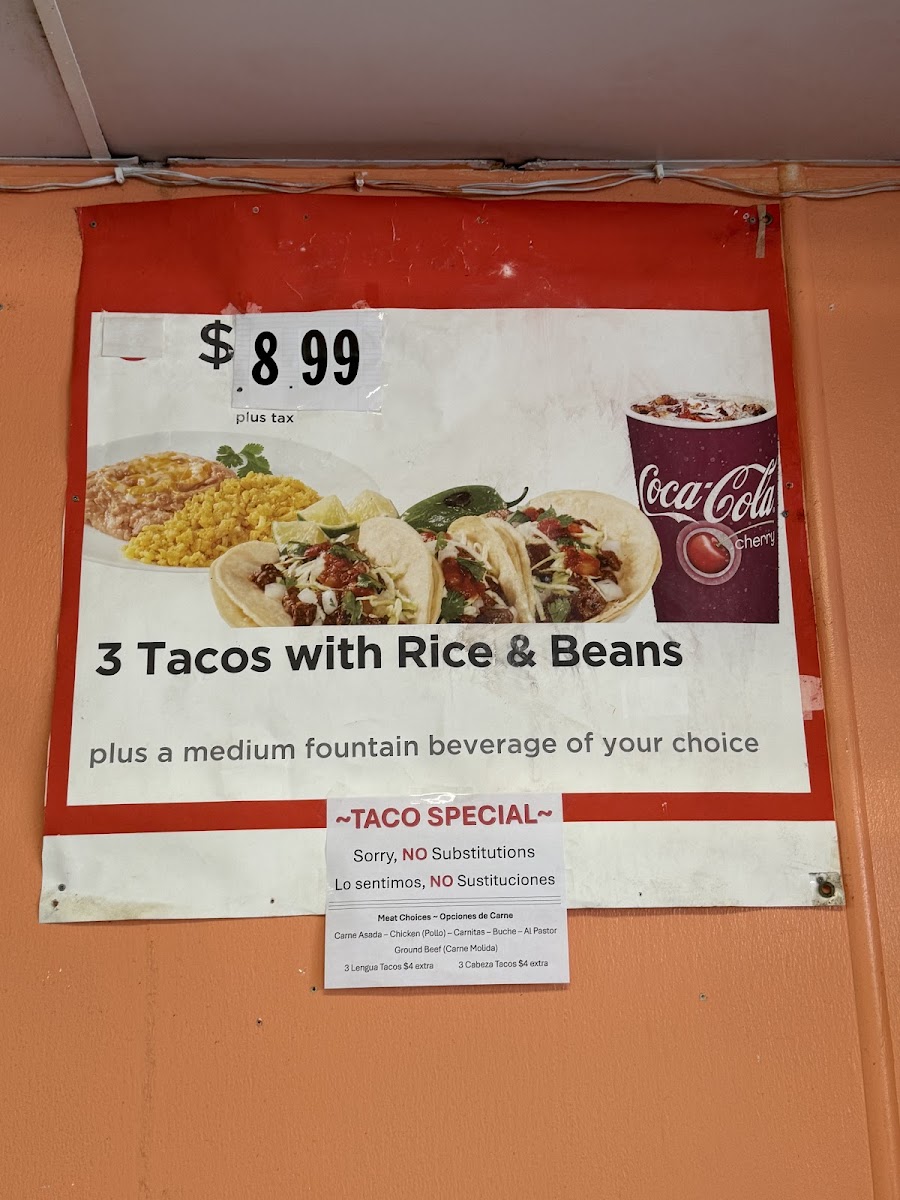 $ 8.99
plus tax
Coca-Cola
cherry
3 Tacos with Rice & Beans
plus a medium fountain beverage of your choice
~TACO SPECIAL~
Sorry, NO Substitutions
Lo sentimos, NO Sustituciones
Meat Choices ~ Opciones de Carne
Carne Asada – Chicken (Pollo) – Carnitas – Buche – Al Pastor
Ground Beef (Carne Molida)
3 Lengua Tacos $4 extra 3 Cabeza Tacos $4 extra